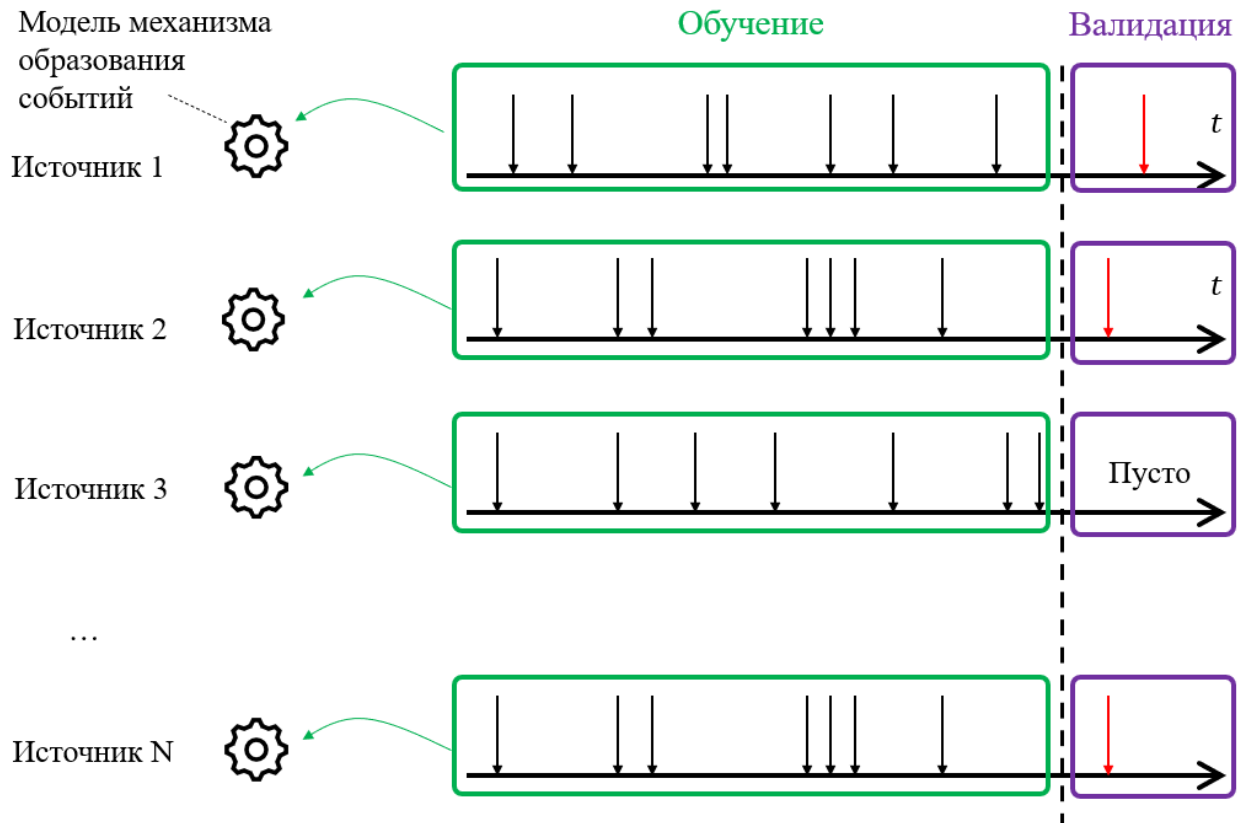 Модель механизма
образования
событий
Обучение
Валидация
Источник 1
t
Источник 2
t
Источник 3
Пусто
...
Источник N